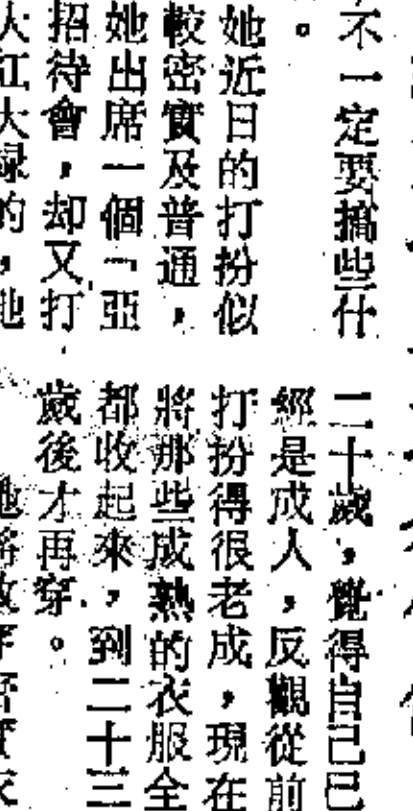 不一定要搞些什
。
她近日的打扮似
較密實及普通，
她出席一個「亞
招待會，却又打
大紅大綠的，她
二十歲，覺得自己已
經是成人，反觀從前
打扮得很老成，現在
將那些成熟的衣服全
都收起來，到二十三
歲後才再穿。